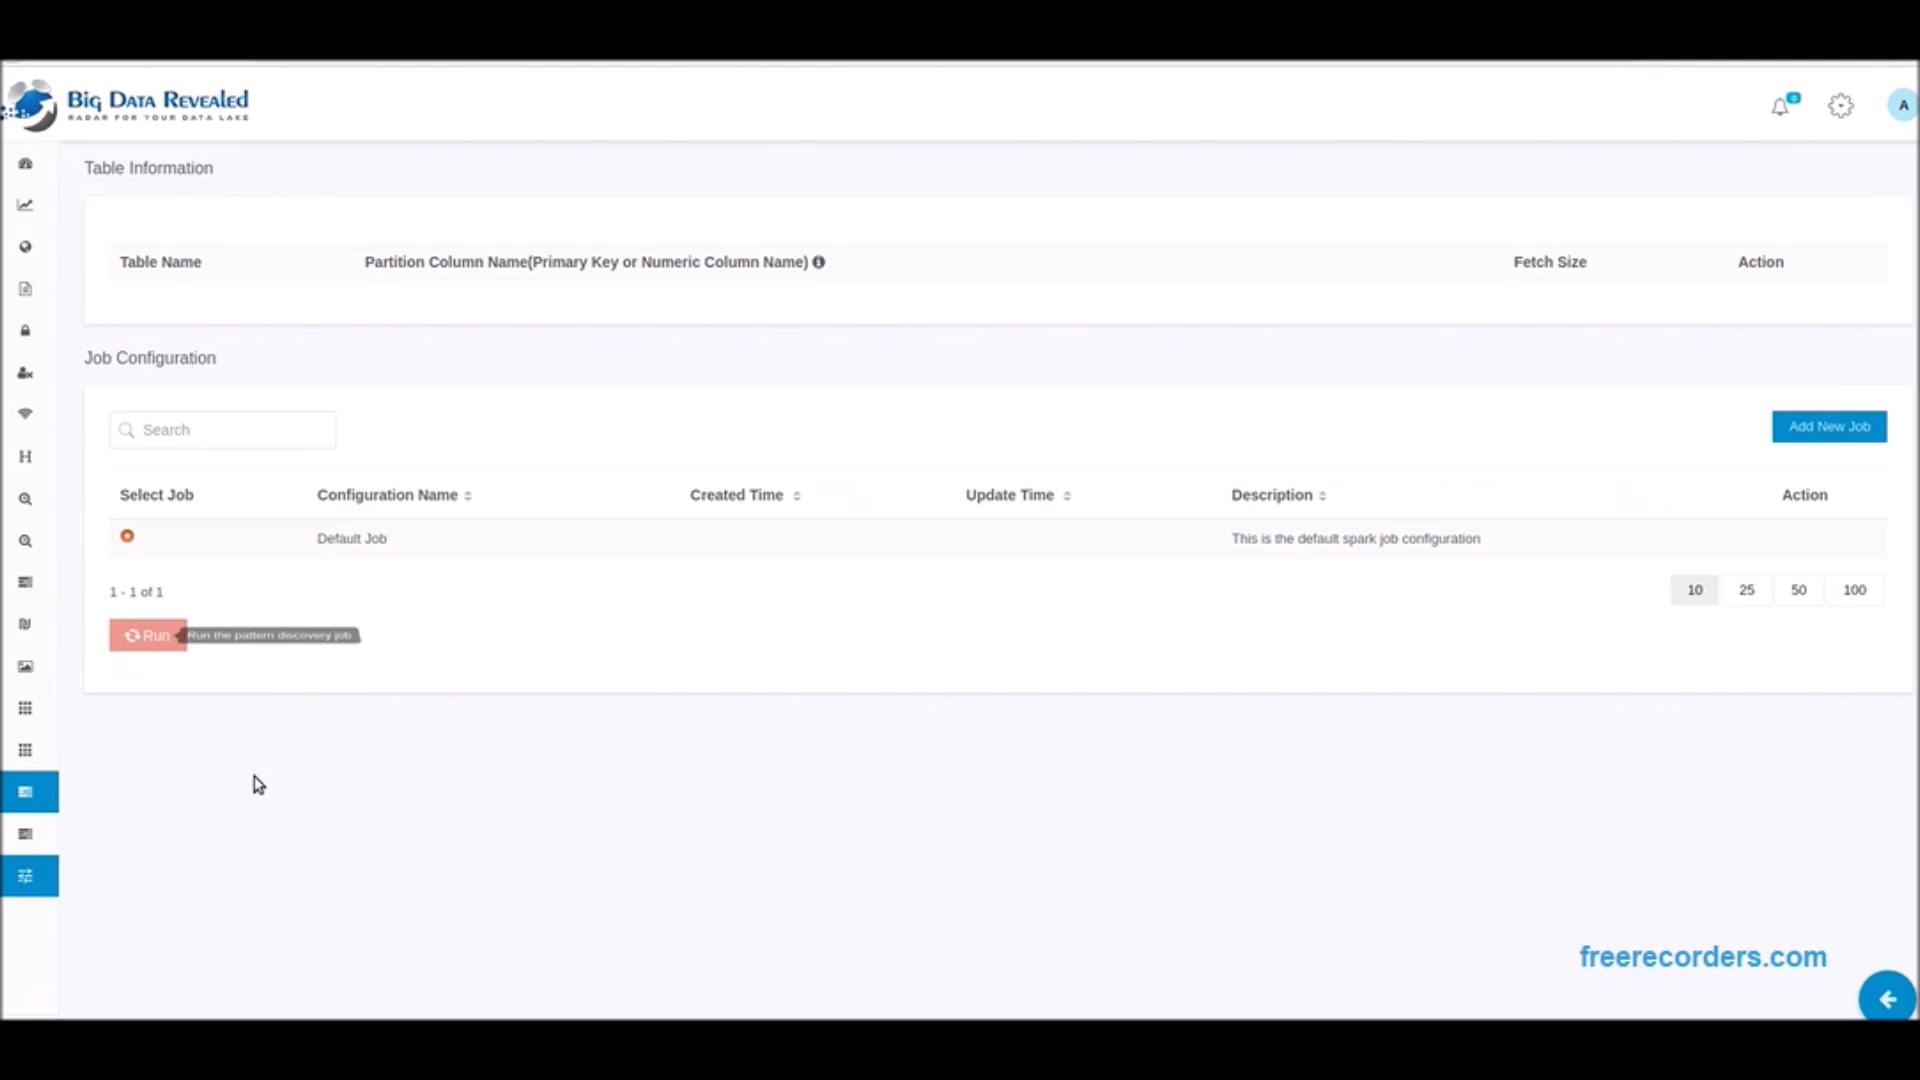 Big Data Revealed
RADAR FOR YOUR DATA LAKE
A
Table Information
Table Name Partition Column Name(Primary Key or Numeric Column Name) Fetch Size Action
Job Configuration
Search
Add New Job
Select Job Configuration Name Created Time Update Time Description Action
Default Job This is the default spark job configuration
1 - 1 of 1
10 25 50 100
Run Run the pattern discovery job
freerecorders.com